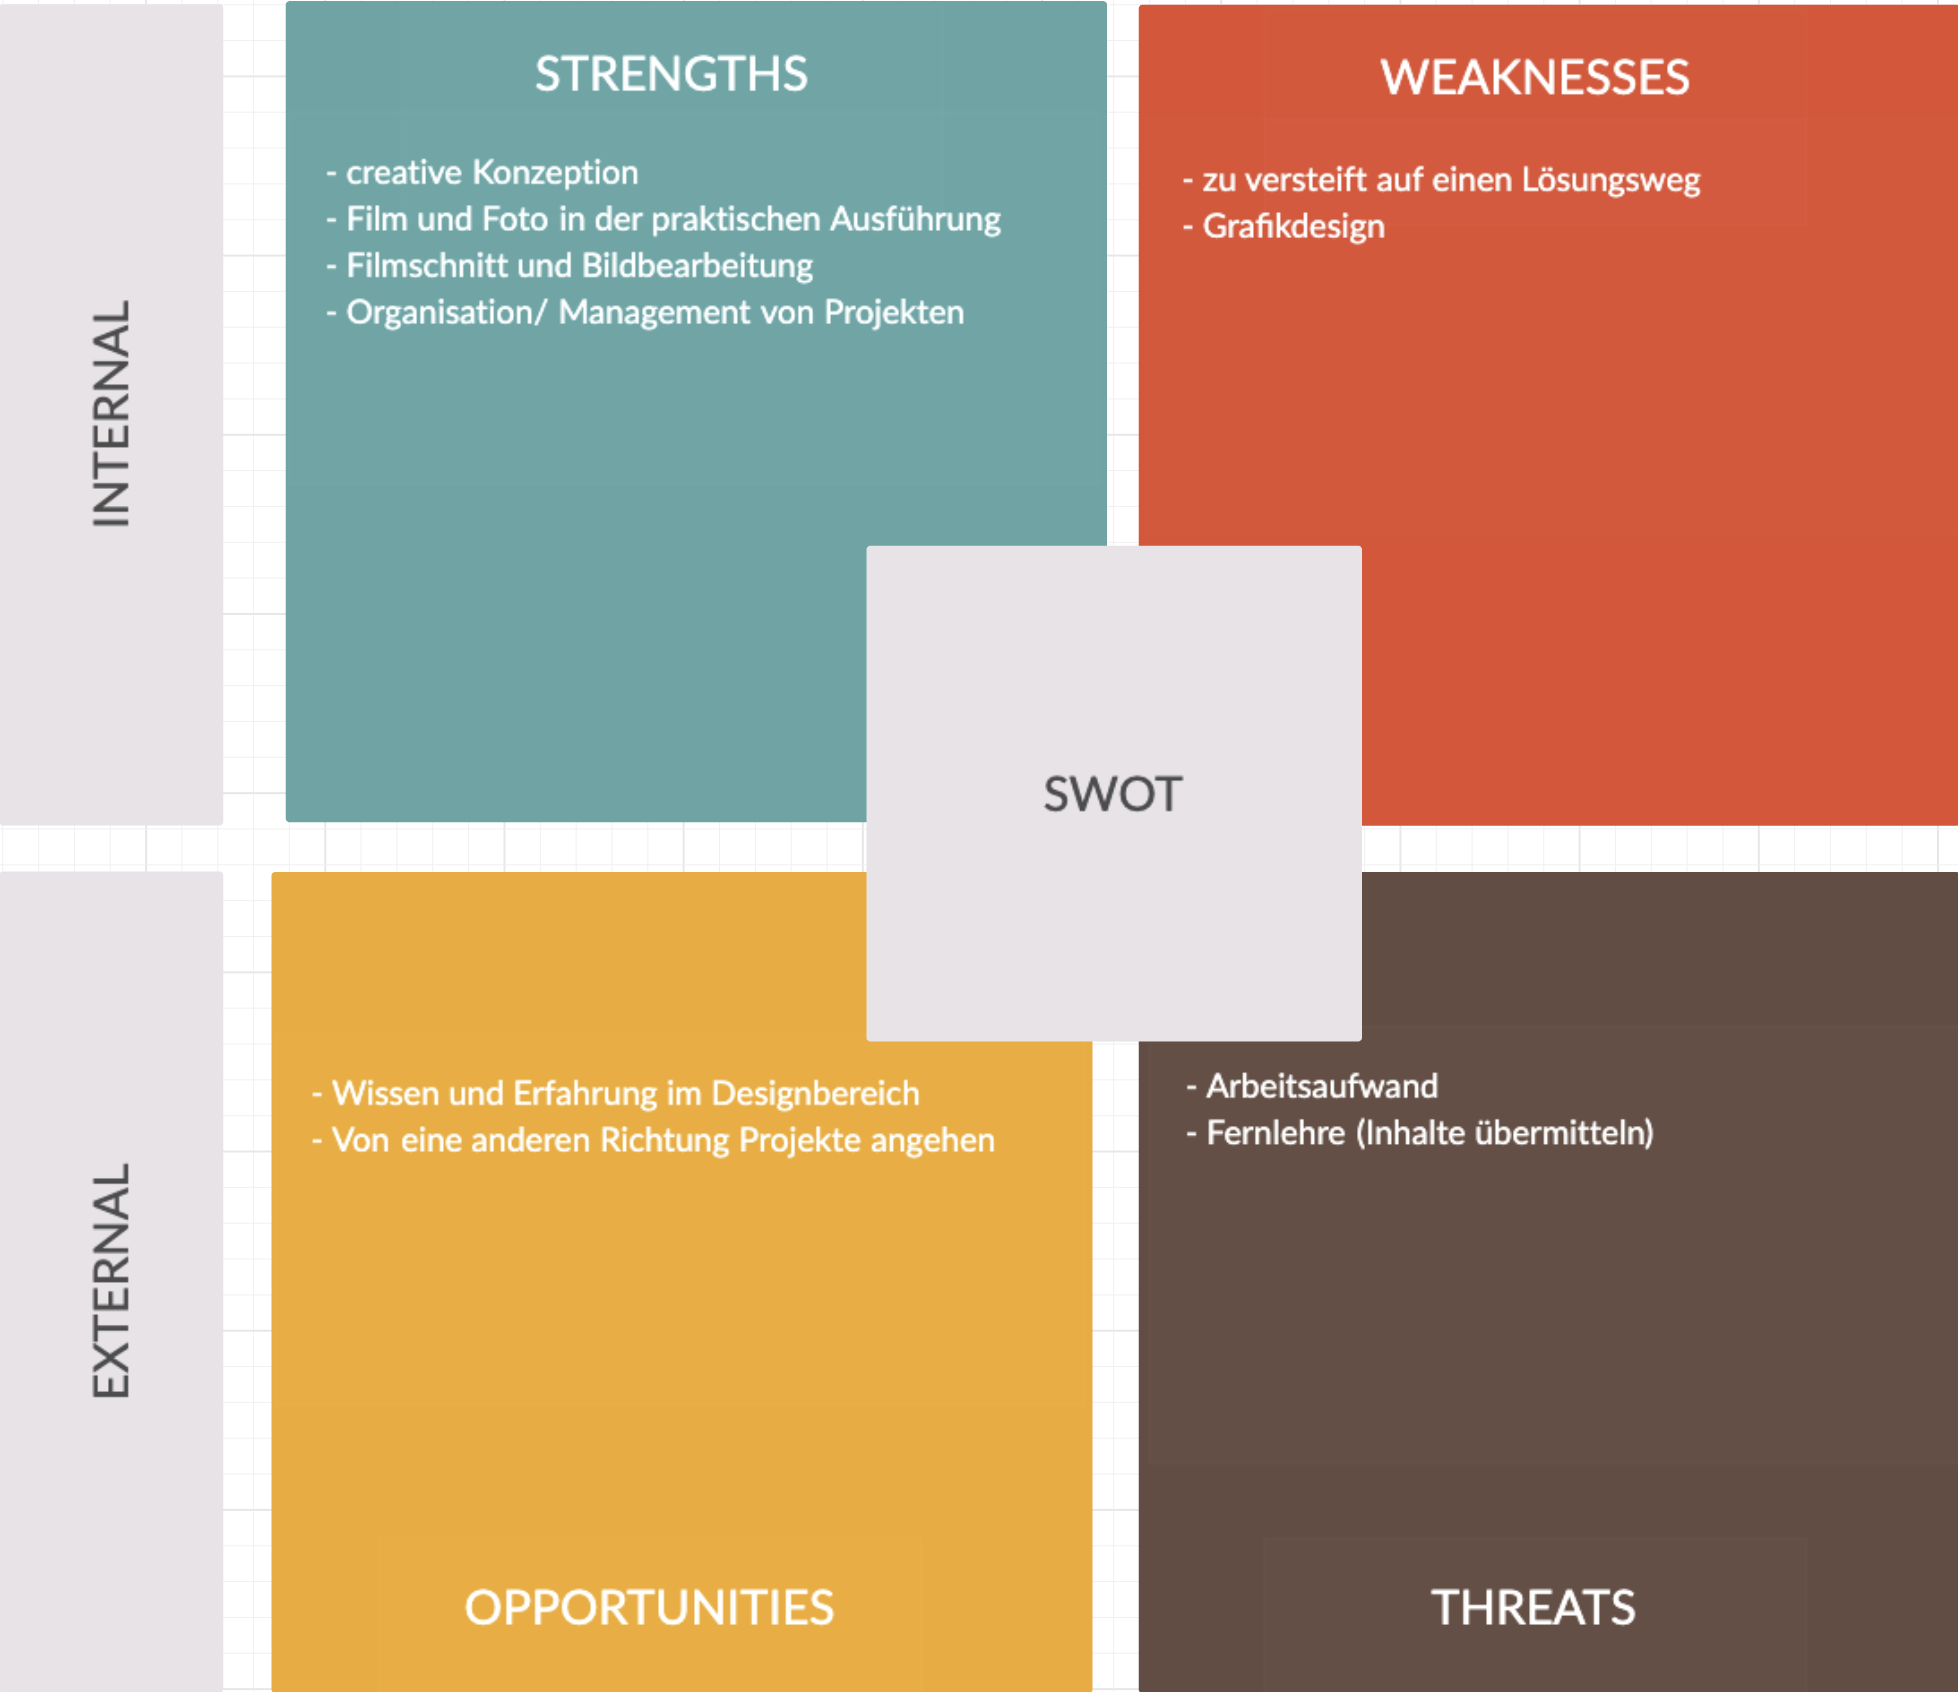 INTERNAL
STRENGTHS
- creative Konzeption
- Film und Foto in der praktischen Ausführung
- Filmschnitt und Bildbearbeitung
- Organisation/ Management von Projekten
WEAKNESSES
- zu versteift auf einen Lösungsweg
- Grafikdesign
SWOT
EXTERNAL
- Wissen und Erfahrung im Designbereich
- Von eine anderen Richtung Projekte angehen
OPPORTUNITIES
- Arbeitsaufwand
- Fernlehre (Inhalte übermitteln)
THREATS